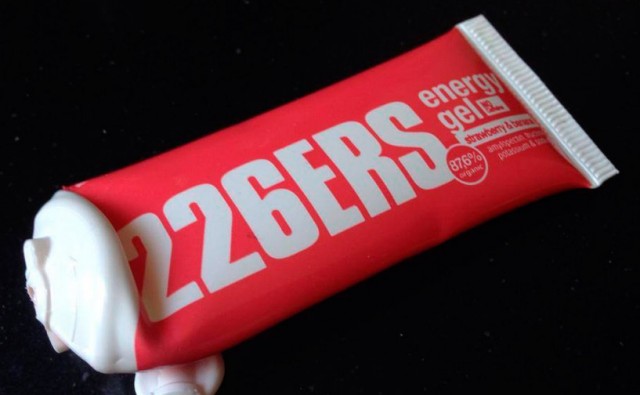 226ERS
energy
gel
strawberry & banana
87,6%
organic
potassium &